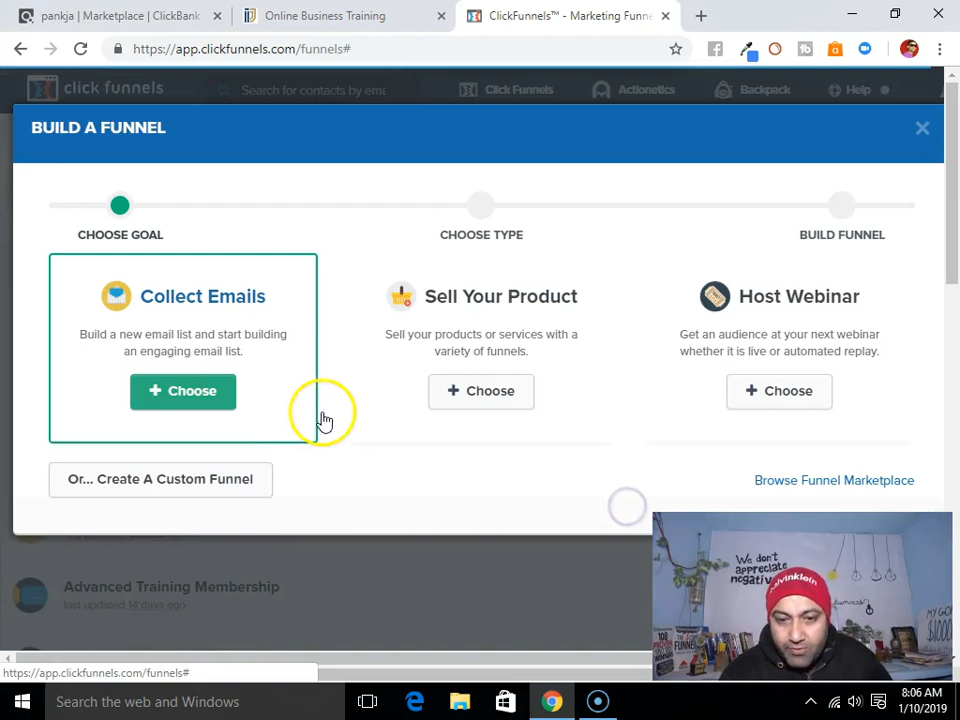 pankja | Marketplace | ClickBank
Online Business Training
ClickFunnels™ - Marketing Funne
https://app.clickfunnels.com/funnels#
click funnels
Search for contacts by ema
Click Funnels
Actionetics
Backpack
Help
BUILD A FUNNEL
CHOOSE GOAL
CHOOSE TYPE
BUILD FUNNEL
Collect Emails
Build a new email list and start building
an engaging email list.
+ Choose
Sell Your Product
Sell your products or services with a
variety of funnels.
+ Choose
Host Webinar
Get an audience at your next webinar
whether it is live or automated replay.
+ Choose
Or... Create A Custom Funnel
Browse Funnel Marketplace
Advanced Training Membership
last updated 14 days ago
We don't
appreciate
MY GO
$1000
108
PROVEN
https://app.clickfunnels.com/funnels#
Search the web and Windows
8:06 AM
1/10/2019